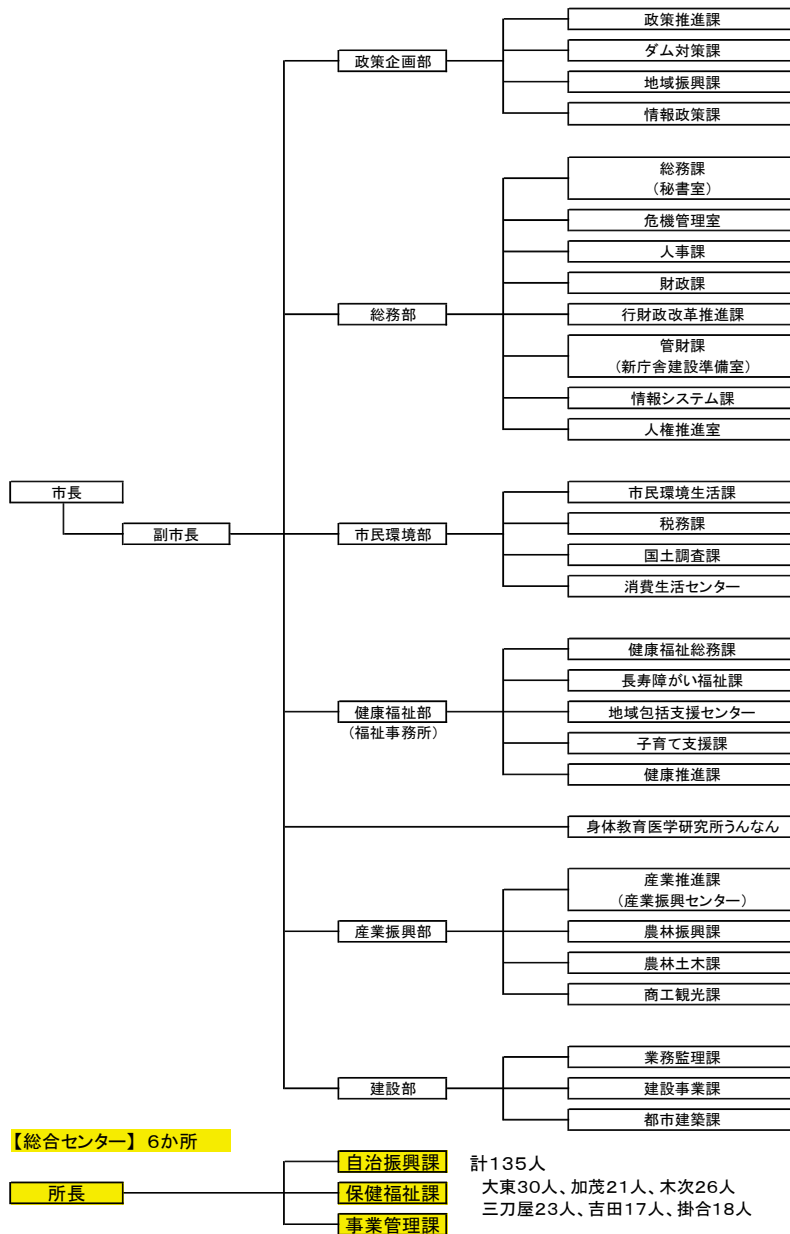 政策推進課
ダム対策課
政策企画部
地域振興課
情報政策課
総務課
（秘書室）
危機管理室
人事課
財政課
総務部
行財政改革推進課
管財課
（新庁舎建設準備室）
情報システム課
人権推進室
市長
市民環境生活課
副市長
市民環境部
税務課
国土調査課
消費生活センター
健康福祉総務課
長寿障がい福祉課
健康福祉部
（福祉事務所）
地域包括支援センター
子育て支援課
健康推進課
身体教育医学研究所うんなん
産業推進課
（産業振興センター）
産業振興部
農林振興課
農林土木課
商工観光課
業務監理課
建設部
建設事業課
都市建築課
【総合センター】 6か所
自治振興課
計135人
所長
保健福祉課
大東30人、加茂21人、木次26人
三刀屋23人、吉田17人、掛合18人
事業管理課